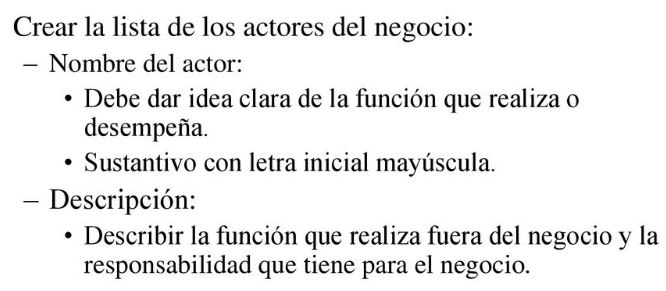 Crear la lista de los actores del negocio:
– Nombre del actor:
• Debe dar idea clara de la función que realiza o
desempeña.
• Sustantivo con letra inicial mayúscula.
– Descripción:
• Describir la función que realiza fuera del negocio y la
responsabilidad que tiene para el negocio.